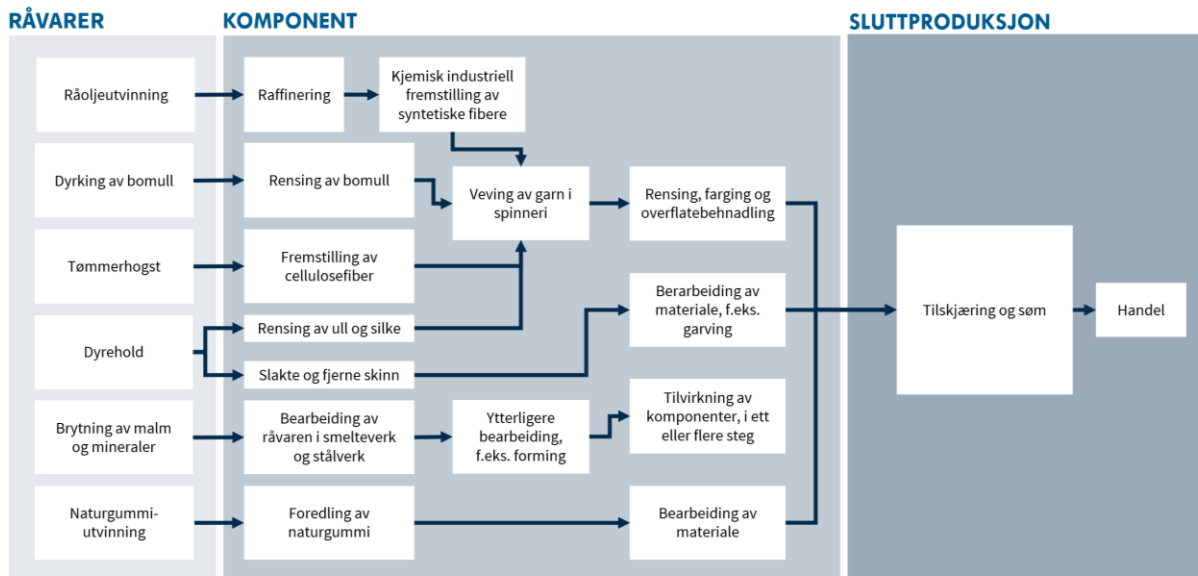 RÅVARER
KOMPONENT
SLUTTPRODUKSJON
Råoljeutvinning
Raffinering
Kjemisk industriell
fremstilling av
syntetiske fibere
Dyrking av bomull
Rensing av bomull
Veving av garn i
spinneri
Rensing, farging og
overflatebehnadling
Tømmerhogst
Fremstilling av
cellulosefiber
Dyrehold
Rensing av ull og silke
Slakte og fjerne skinn
Berarbeiding av
materiale, f.eks.
garving
Brytning av malm
og mineraler
Bearbeiding av
råvaren i smelteverk
og stålverk
Ytterligere
bearbeiding,
f.eks. forming
Tilvirkning av
komponenter, i ett
eller flere steg
Naturgummi-
utvinning
Foredling av
naturgummi
Bearbeiding av
materiale
Tilskjæring og søm
Handel